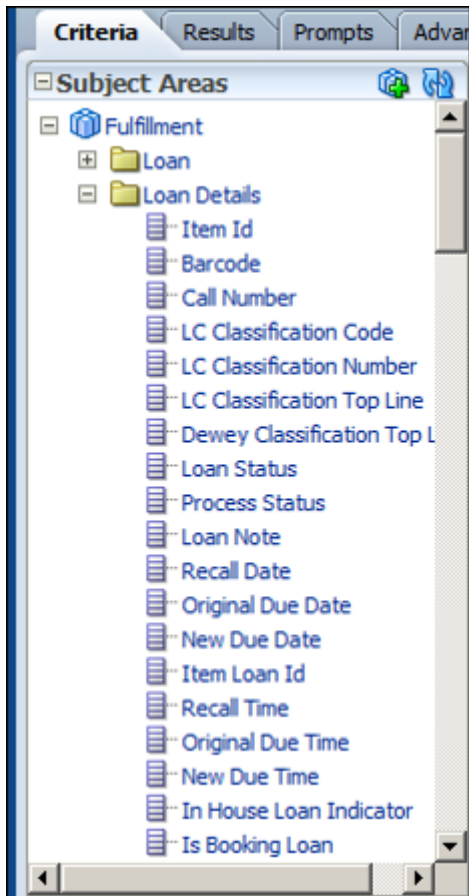 Criteria Results Prompts Advar
Subject Areas
Fulfillment
Loan
Loan Details
Item Id
Barcode
Call Number
LC Classification Code
LC Classification Number
LC Classification Top Line
Dewey Classification Top L
Loan Status
Process Status
Loan Note
Recall Date
Original Due Date
New Due Date
Item Loan Id
Recall Time
Original Due Time
New Due Time
In House Loan Indicator
Is Booking Loan